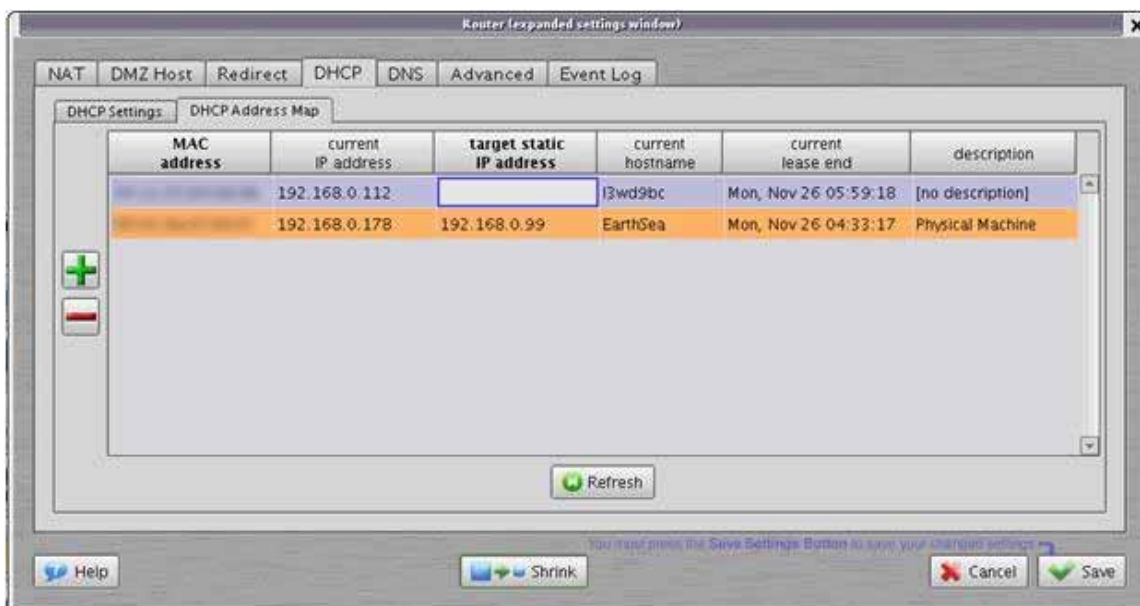 Router (expanded settings window)
NAT DMZ Host Redirect DHCP DNS Advanced Event Log
DHCP Settings DHCP Address Map
MAC address current IP address target static IP address current hostname current lease end description
192.168.0.112 l3wd9bc Mon, Nov 26 05:59:18 [no description]
192.168.0.178 192.168.0.99 EarthSea Mon, Nov 26 04:33:17 Physical Machine
Refresh
You must press the Save Settings Button to save your changed settings
Help Shrink Cancel Save